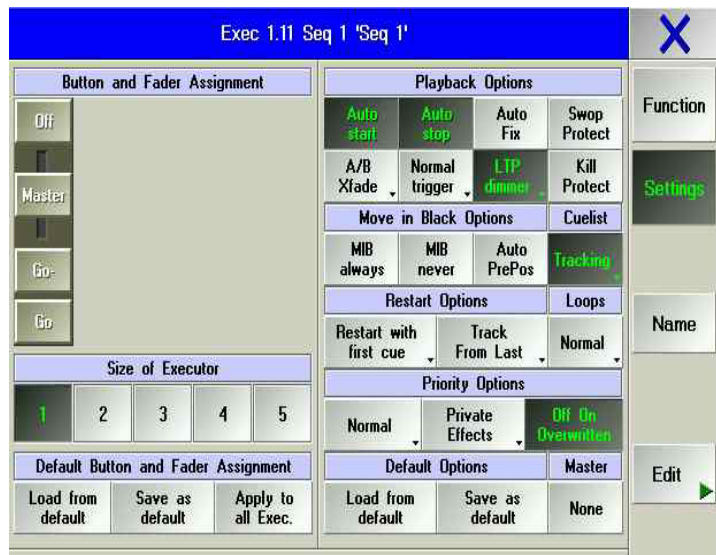 Exec 1.11 Seq 1 'Seq 1'
X
Button and Fader Assignment
Off
Master
Go-
Go
Size of Executor
1
2
3
4
5
Default Button and Fader Assignment
Load from
default
Save as
default
Apply to
all Exec.
Playback Options
Auto
start
Auto
stop
Auto
Fix
Swop
Protect
A/B
Xfade
Normal
trigger
LTP
dimmer
Kill
Protect
Move in Black Options
Cuelist
MIB
always
MIB
never
Auto
PrePos
Tracking
Restart Options
Loops
Restart with
first cue
Track
From Last
Normal
Priority Options
Normal
Private
Effects
Off On
Overwritten
Default Options
Master
Load from
default
Save as
default
None
Function
Settings
Name
Edit